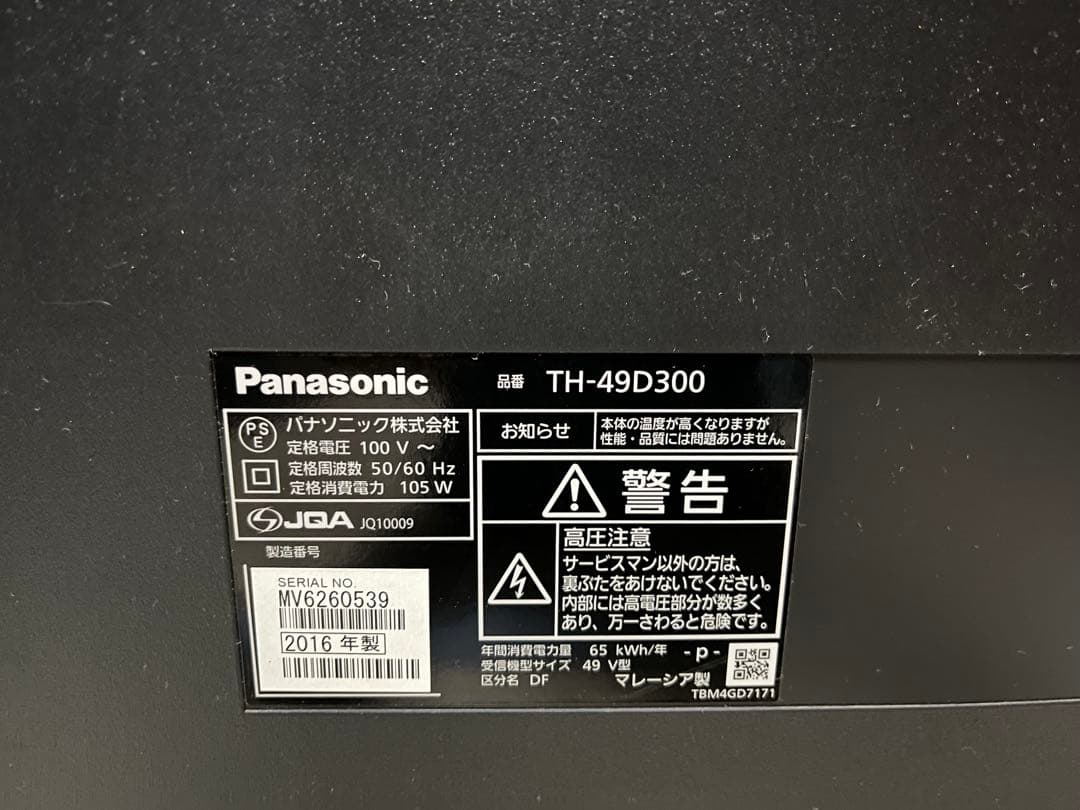 Panasonic
品番 TH-49D300
PS
E
パナソニック株式会社
定格電圧 100 V ～
定格周波数 50/60 Hz
定格消費電力 105 W
JQA JQ10009
製造番号
SERIAL NO.
MV6260539
2016 年製
お知らせ
本体の温度が高くなりますが
性能・品質には問題ありません。
警告
高圧注意
サービスマン以外の方は、
裏ぶたをあけないでください。
内部には高電圧部分が数多く
あり、万一さわると危険です。
年間消費電力量 65 kWh/年
受信機型サイズ 49 V型
区分名 DF
- p -
マレーシア製
TBM4GD7171